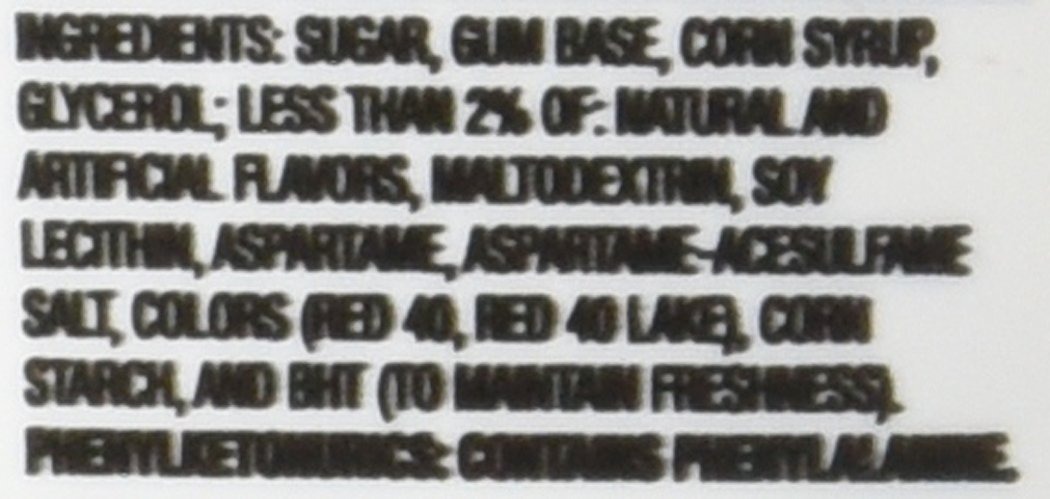 INGREDIENTS: SUGAR, GUM BASE, CORN SYRUP,
GLYCEROL; LESS THAN 2% OF: NATURAL AND
ARTIFICIAL FLAVORS, MALTODEXTRIN, SOY
LECITHIN, ASPARTAME, ASPARTAME-ACESULFAME
SALT, COLORS (RED 40, RED 40 LAKE), CORN
STARCH, AND BHT (TO MAINTAIN FRESHNESS).
PHENYLKETONURICS: CONTAINS PHENYLALANINE.